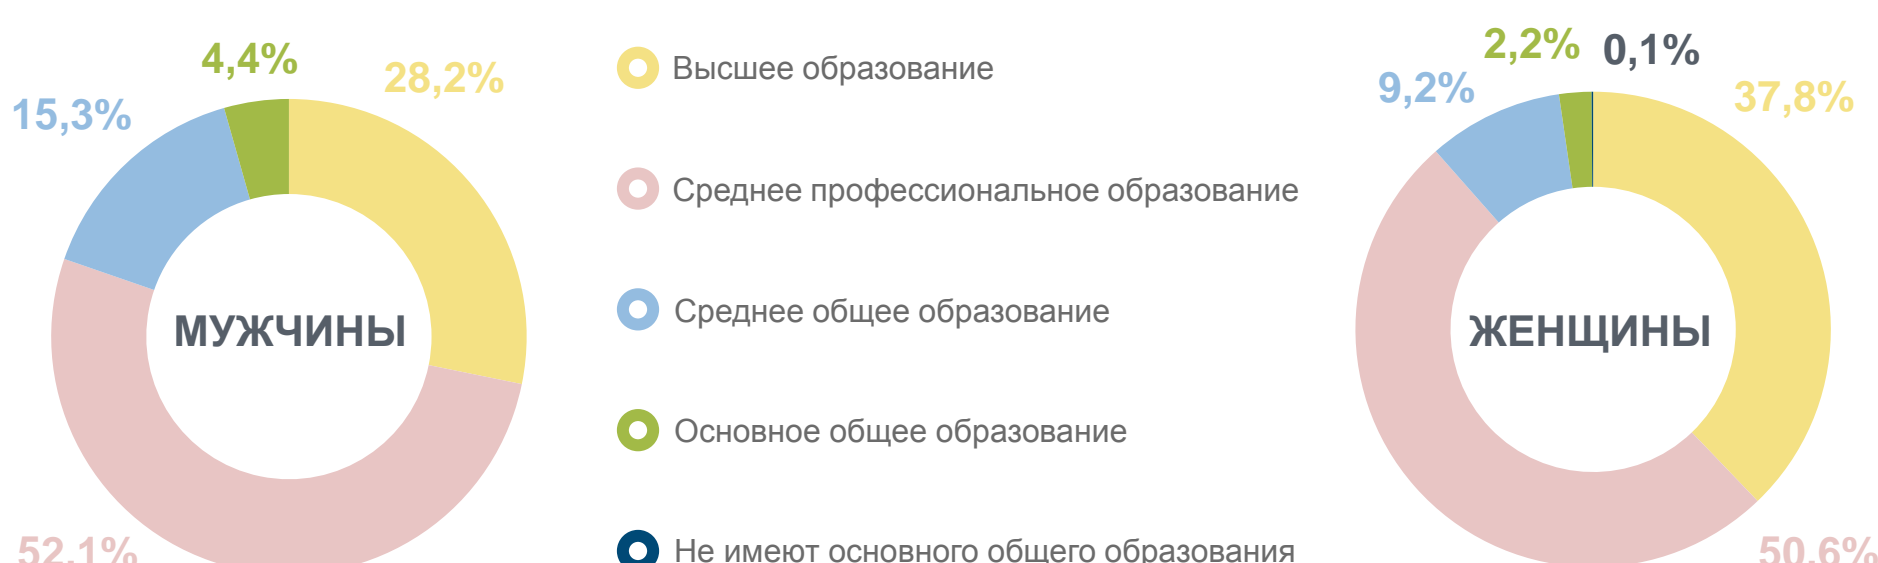 4,4%
28,2%
15,3%
МУЖЧИНЫ
52,1%
Высшее образование
Среднее профессиональное образование
Среднее общее образование
Основное общее образование
Не имеют основного общего образования
2,2%
0,1%
9,2%
37,8%
ЖЕНЩИНЫ
50,6%